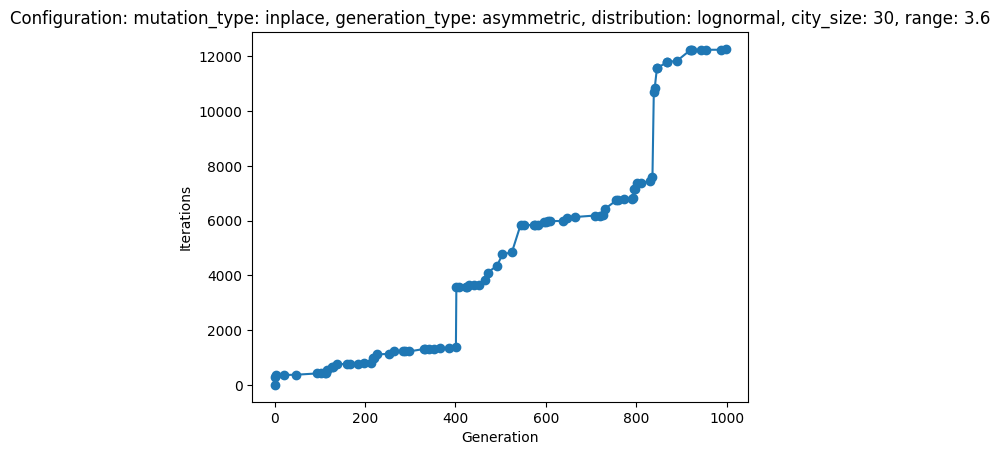 Configuration: mutation_type: inplace, generation_type: asymmetric, distribution: lognormal, city_size: 30, range: 3.6
12000
10000
8000
6000
4000
2000
0
Iterations
0 200 400 600 800 1000
Generation